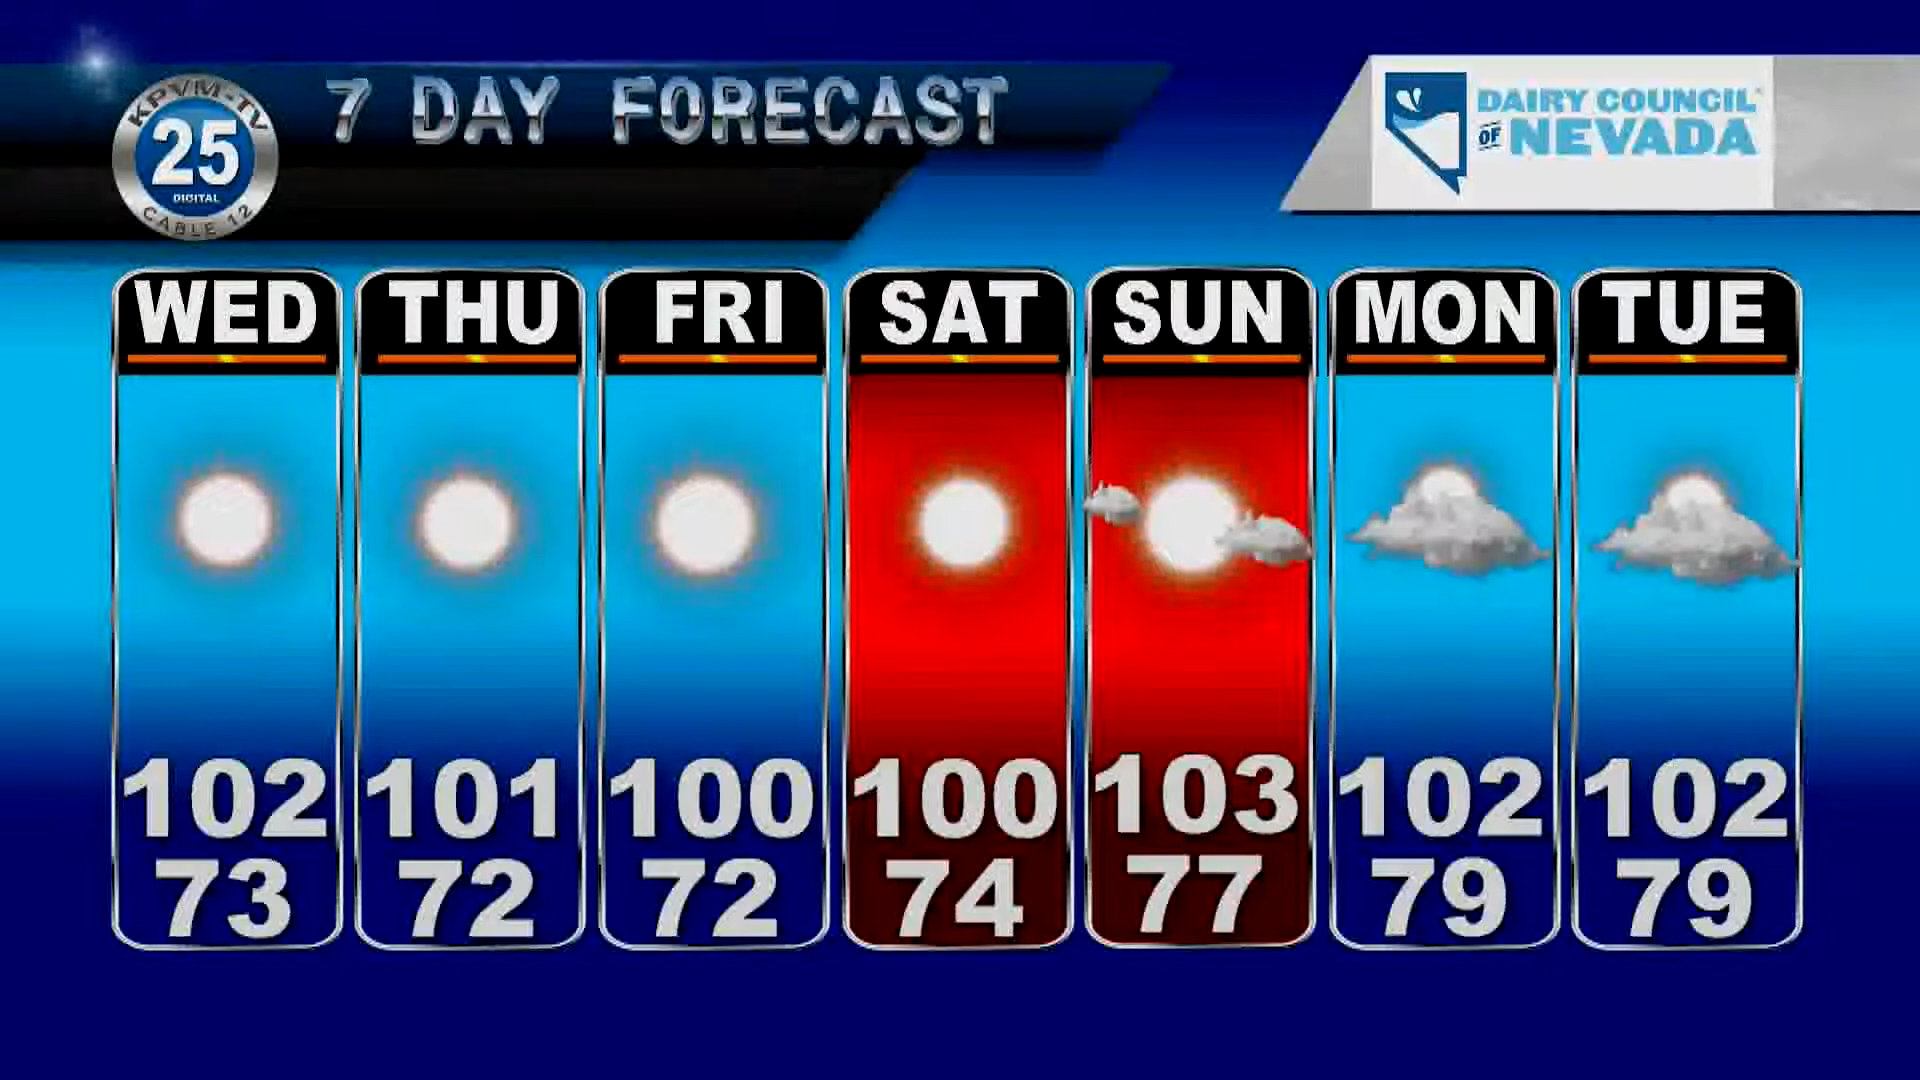 KPVM-TV
25
DIGITAL
CABLE 12
7 DAY FORECAST
DAIRY COUNCIL
OF NEVADA
WED THU FRI SAT SUN MON TUE
102 101 100 100 103 102 102
73 72 72 74 77 79 79